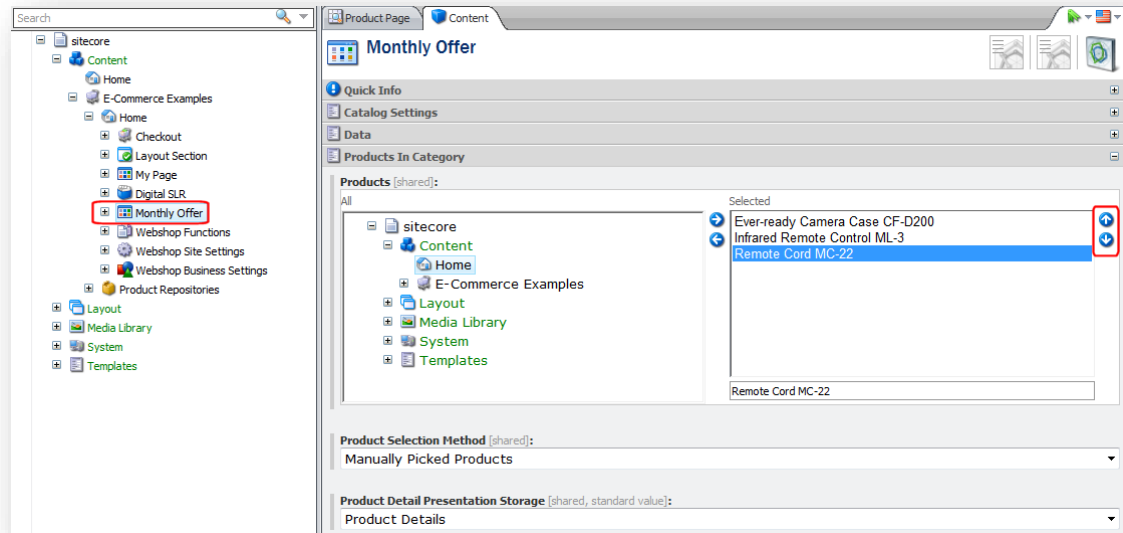 Search
sitecore
Content
Home
E-Commerce Examples
Home
Checkout
Layout Section
My Page
Digital SLR
Monthly Offer
Webshop Functions
Webshop Site Settings
Webshop Business Settings
Product Repositories
Layout
Media Library
System
Templates
Product Page
Content
Monthly Offer
Quick Info
Catalog Settings
Data
Products In Category
Products [shared]:
All
sitecore
Content
Home
E-Commerce Examples
Layout
Media Library
System
Templates
Selected
Ever-ready Camera Case CF-D200
Infrared Remote Control ML-3
Remote Cord MC-22
Remote Cord MC-22
Product Selection Method [shared]:
Manually Picked Products
Product Detail Presentation Storage [shared, standard value]:
Product Details